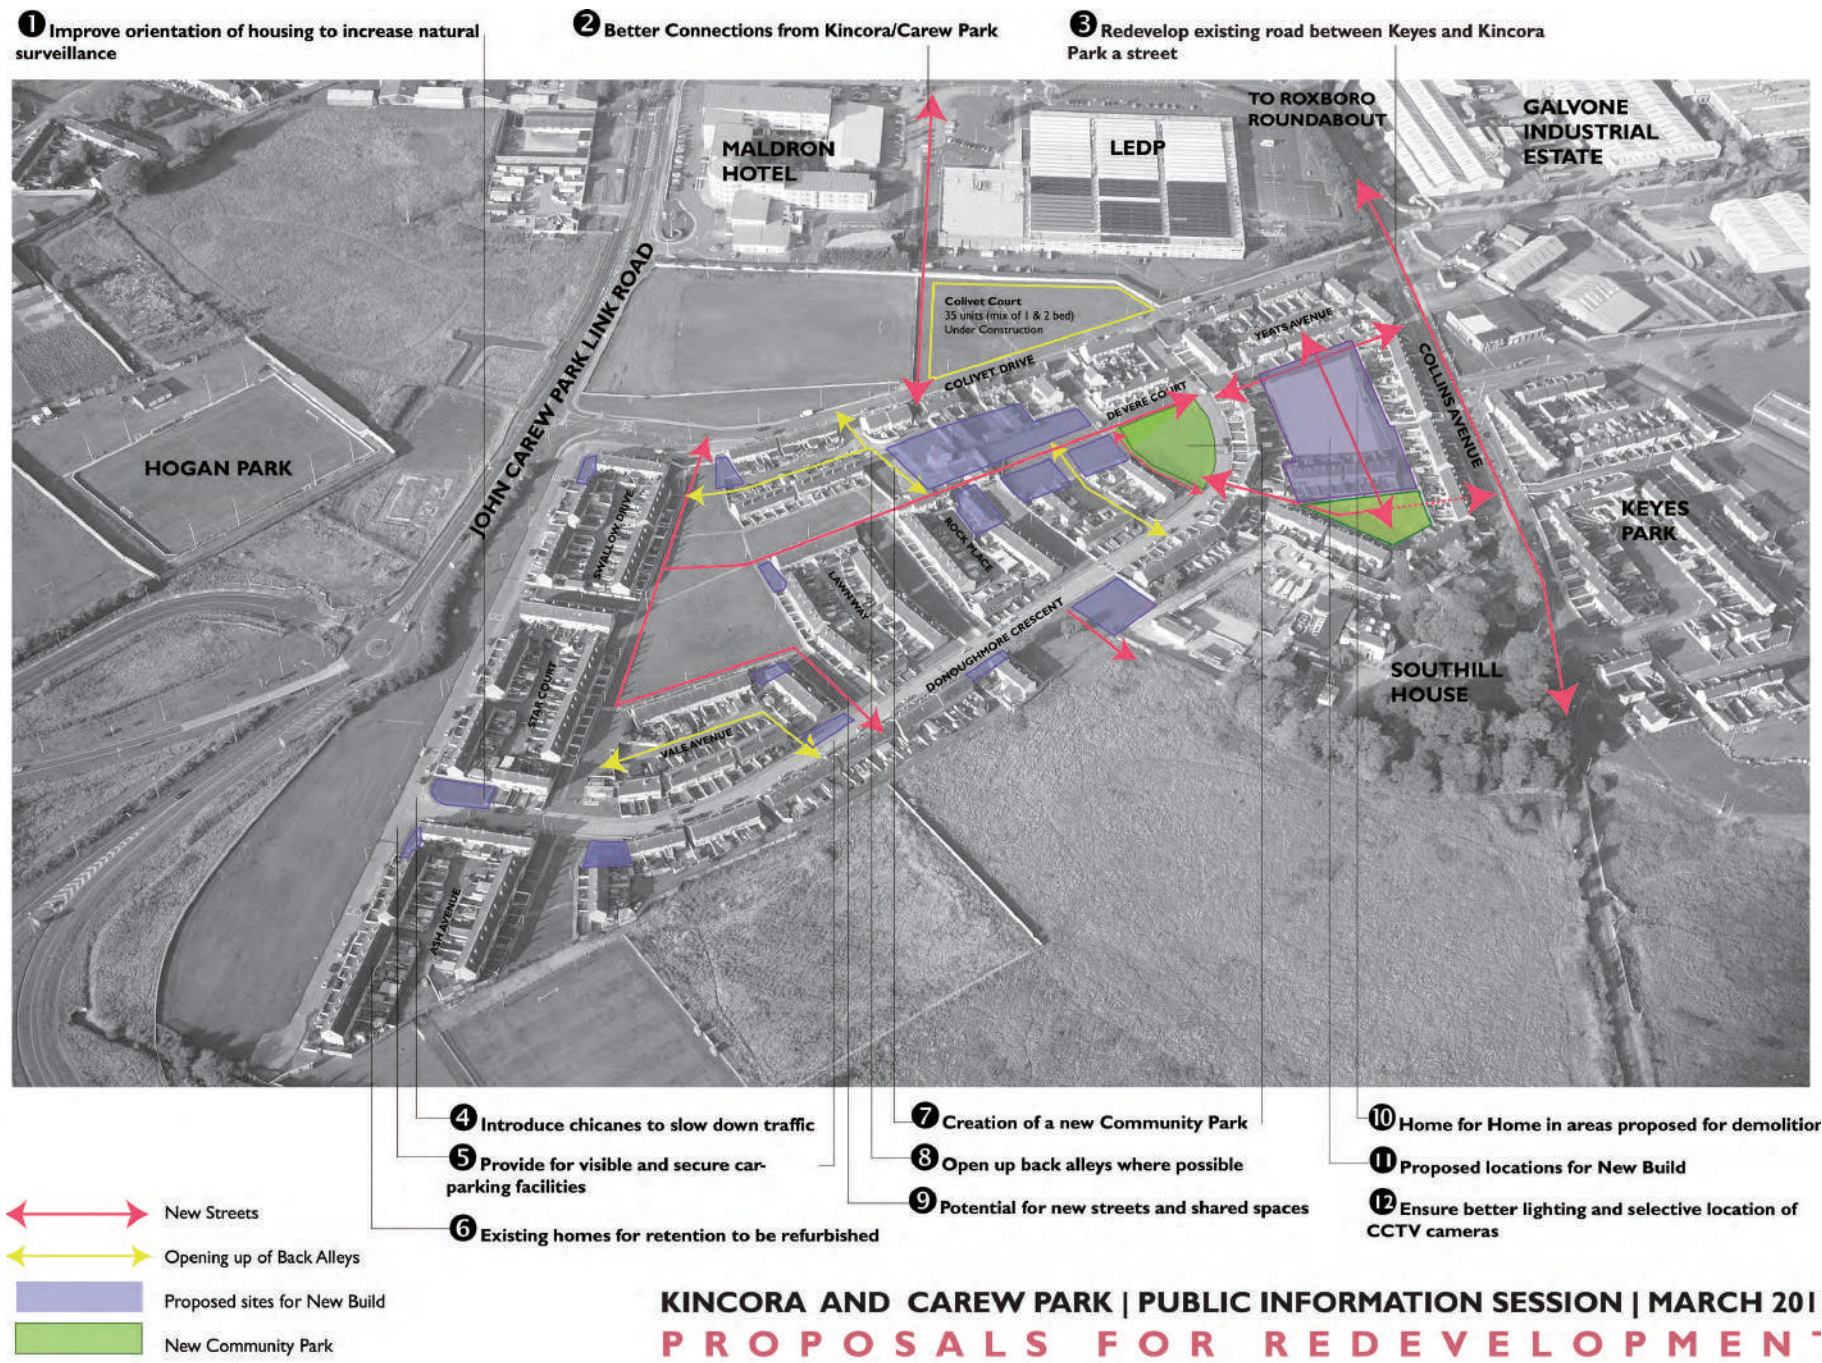 1 Improve orientation of housing to increase natural
surveillance
2 Better Connections from Kincora/Carew Park
3 Redevelop existing road between Keyes and Kincora
Park a street
TO ROXBORO
ROUNDABOUT
GALVONE
INDUSTRIAL
ESTATE
MALDRON
HOTEL
LEDP
JOHN CAREW PARK LINK ROAD
Colivet Court
35 units (mix of 1 & 2 bed)
Under Construction
COLIVET DRIVE
YEATS AVENUE
DE VERE COURT
COLLINS AVENUE
HOGAN PARK
SWALLOW DRIVE
ROCK PLACE
LAWN WAY
KEYES
PARK
DONOUGHMORE CRESCENT
SOUTHILL
HOUSE
STAR COURT
VALE AVENUE
ASH AVENUE
4 Introduce chicanes to slow down traffic
5 Provide for visible and secure car-
parking facilities
6 Existing homes for retention to be refurbished
7 Creation of a new Community Park
8 Open up back alleys where possible
9 Potential for new streets and shared spaces
10 Home for Home in areas proposed for demolition
11 Proposed locations for New Build
12 Ensure better lighting and selective location of
CCTV cameras
New Streets
Opening up of Back Alleys
Proposed sites for New Build
New Community Park
KINCORA AND CAREW PARK | PUBLIC INFORMATION SESSION | MARCH 201
PROPOSALS FOR REDEVELOPMENT